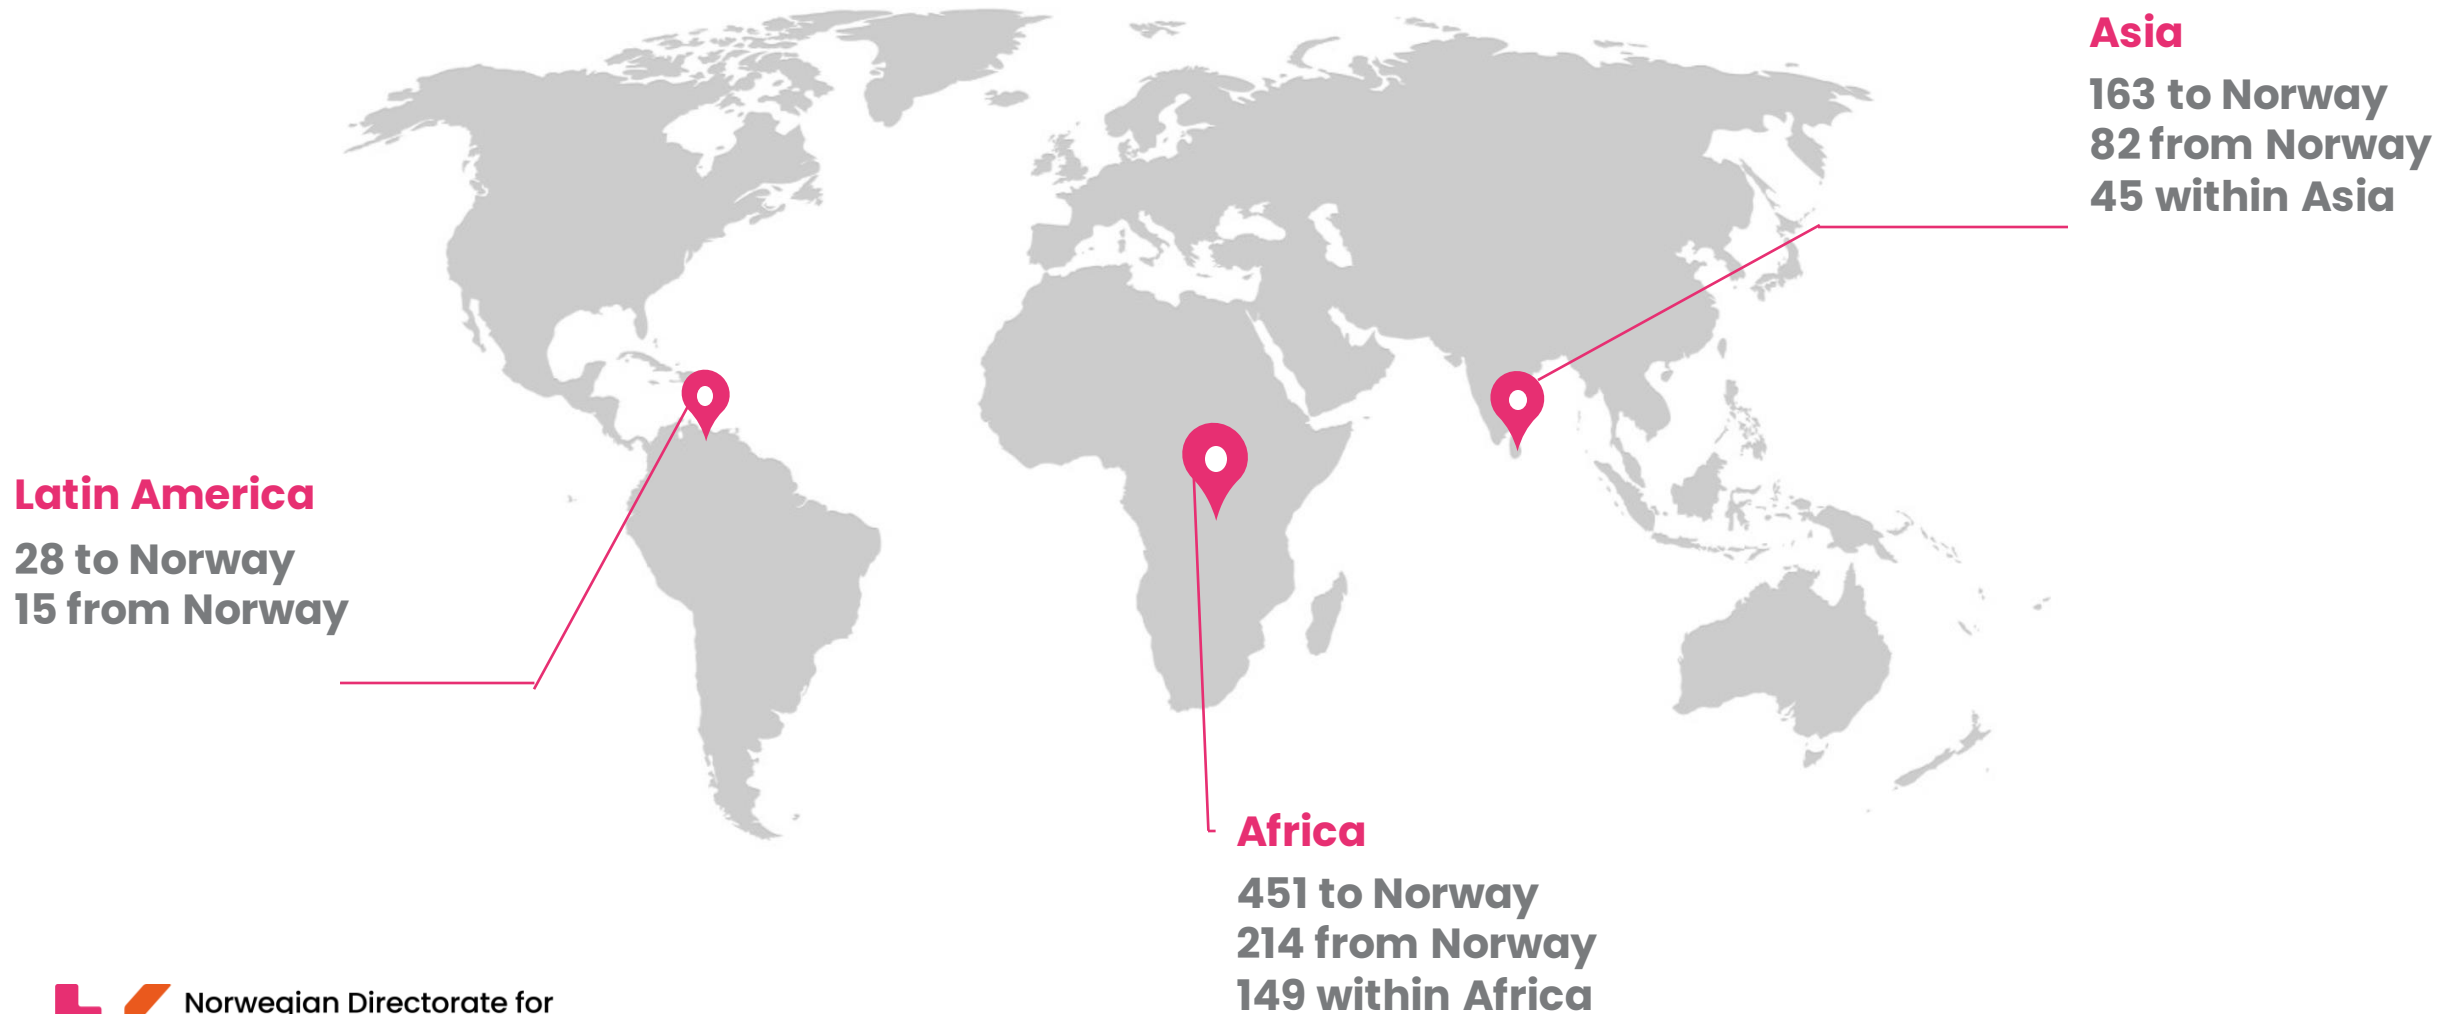 Asia
163 to Norway
82 from Norway
45 within Asia
Latin America
28 to Norway
15 from Norway
Africa
451 to Norway
214 from Norway
149 within Africa
Norwegian Directorate for